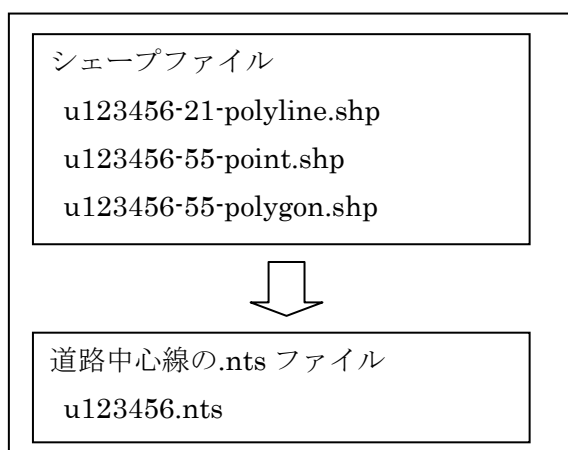 シェープファイル
u123456-21-polyline.shp
u123456-55-point.shp
u123456-55-polygon.shp
道路中心線の.nts ファイル
u123456.nts